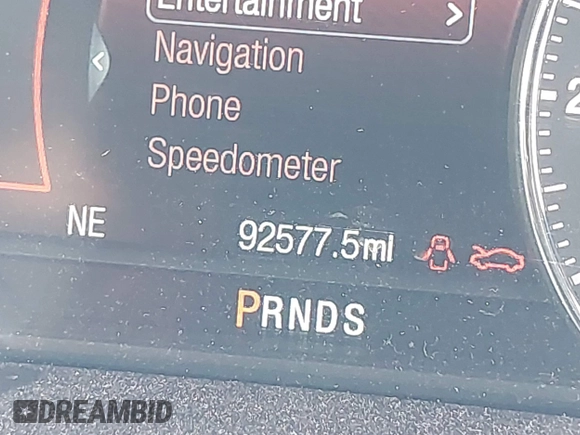 Entertainment >
<
Navigation
Phone
Speedometer
NE 92577.5mi
PRNDS
DREAMBID